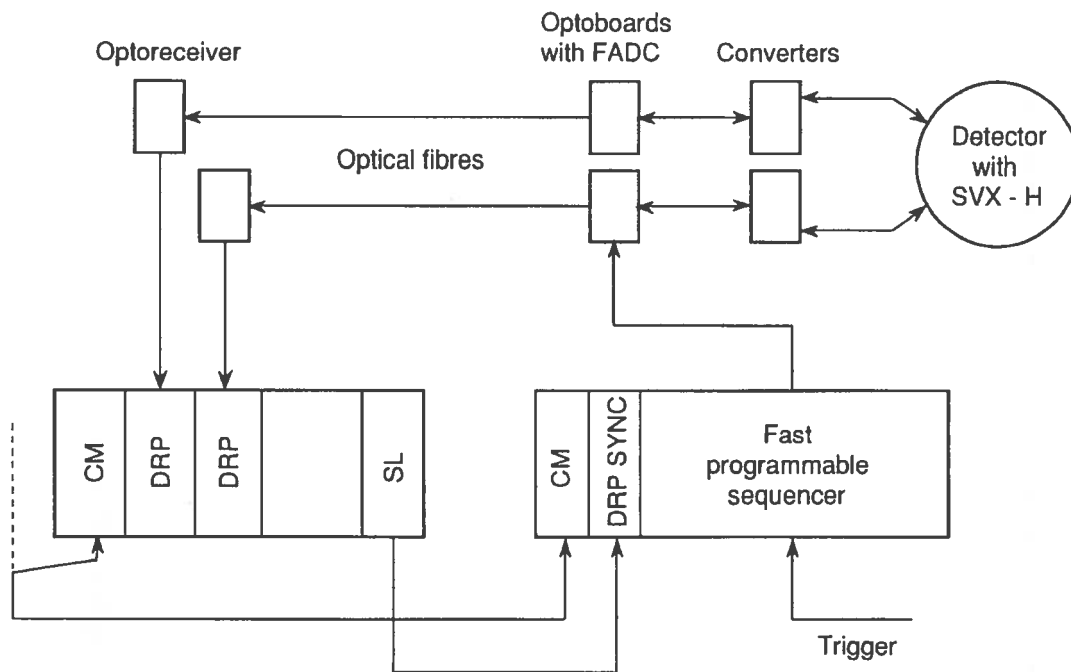 Optoreceiver
Optoboards
with FADC
Converters
Optical fibres
Detector
with
SVX - H
CM
DRP
DRP
SL
CM
DRP SYNC
Fast
programmable
sequencer
Trigger